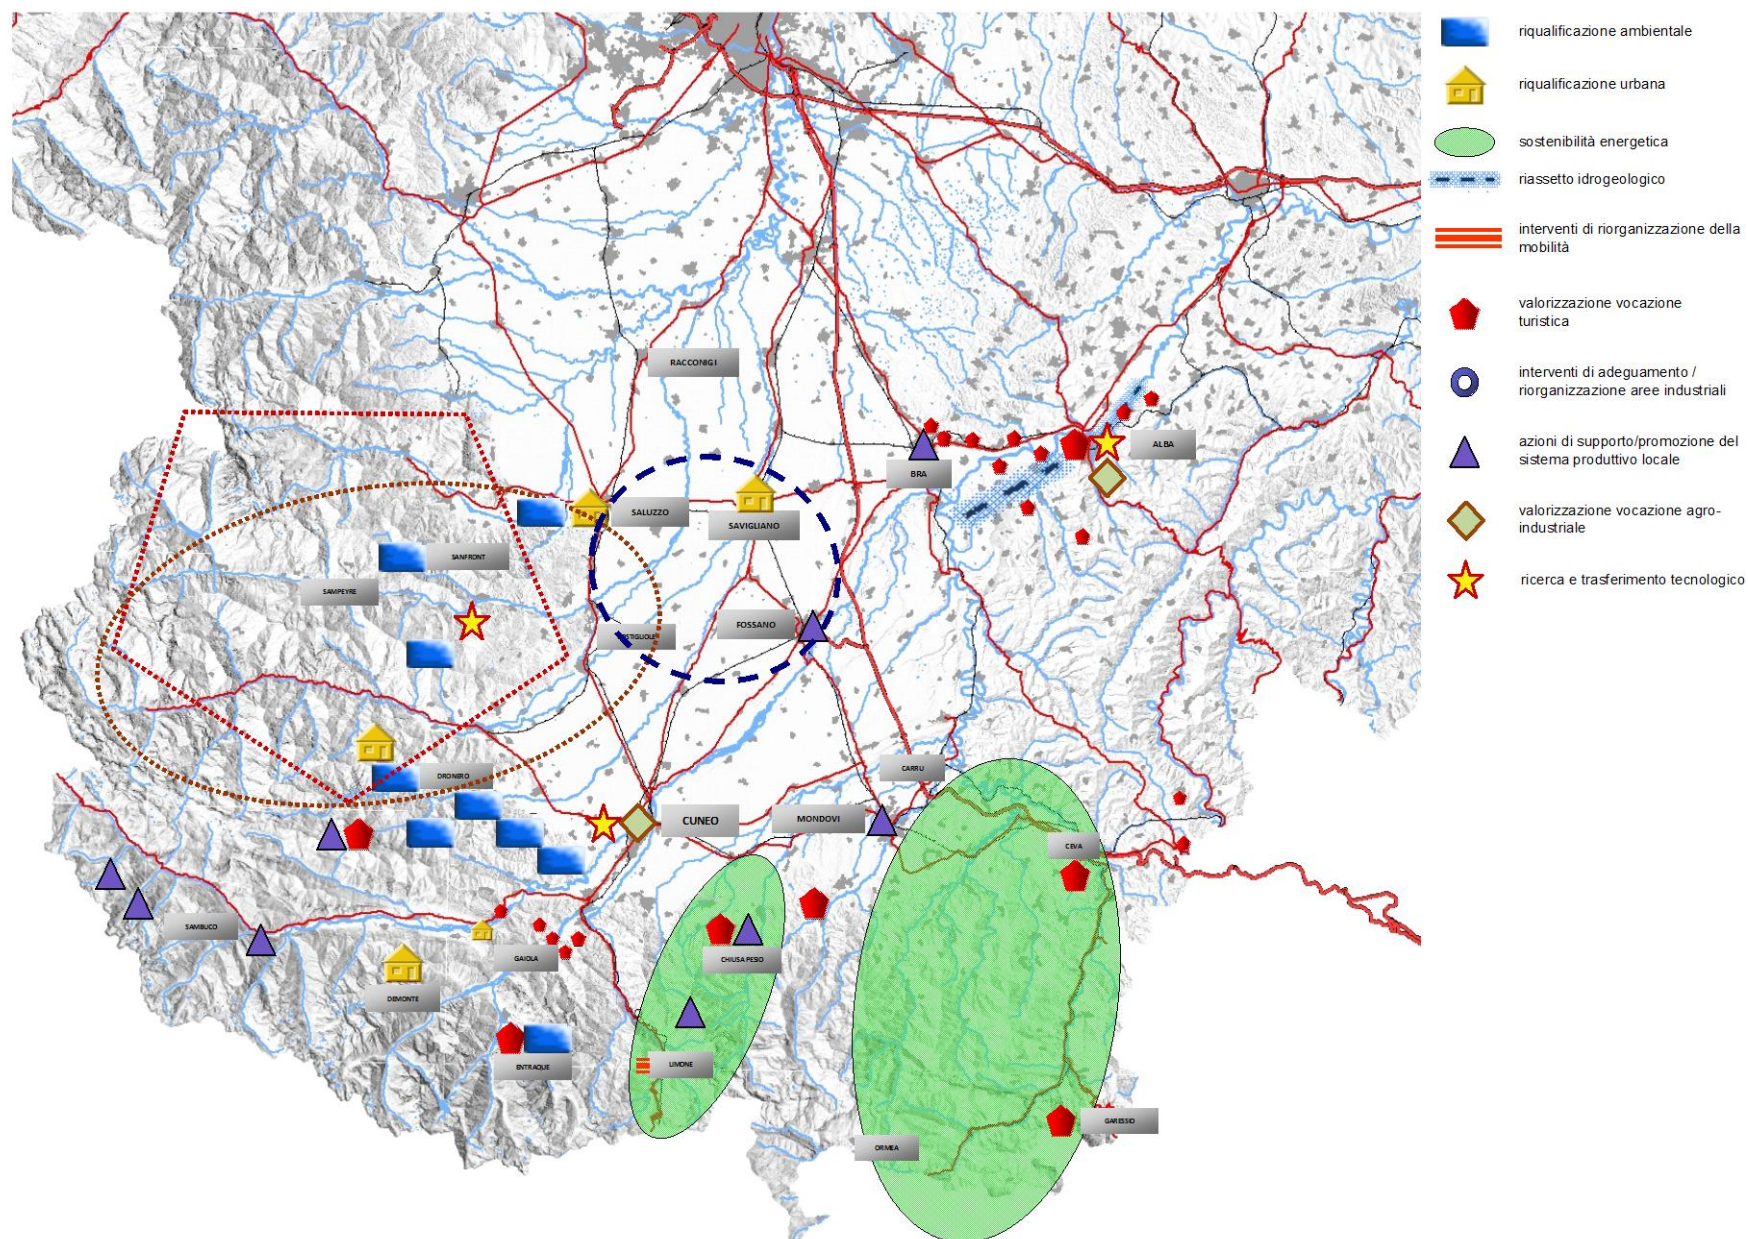 riqualificazione ambientale
riqualificazione urbana
sostenibilità energetica
riassetto idrogeologico
interventi di riorganizzazione della
mobilità
valorizzazione vocazione
turistica
interventi di adeguamento /
riorganizzazione aree industriali
azioni di supporto/promozione del
sistema produttivo locale
valorizzazione vocazione agro-
industriale
ricerca e trasferimento tecnologico
RACCONIGI
ALBA
BRA
SALUZZO
SAVIGLIANO
SANFRONT
SAMPEYRE
FOSSANO
STIGLIOLE
CARRU
DRONERO
CUNEO
MONDOVI
CEVA
SAMBUCO
GAIOLA
CHIUSA PESIO
DEMONTE
ENTRAQUE
LIMONE
GARESSIO
ORMEA